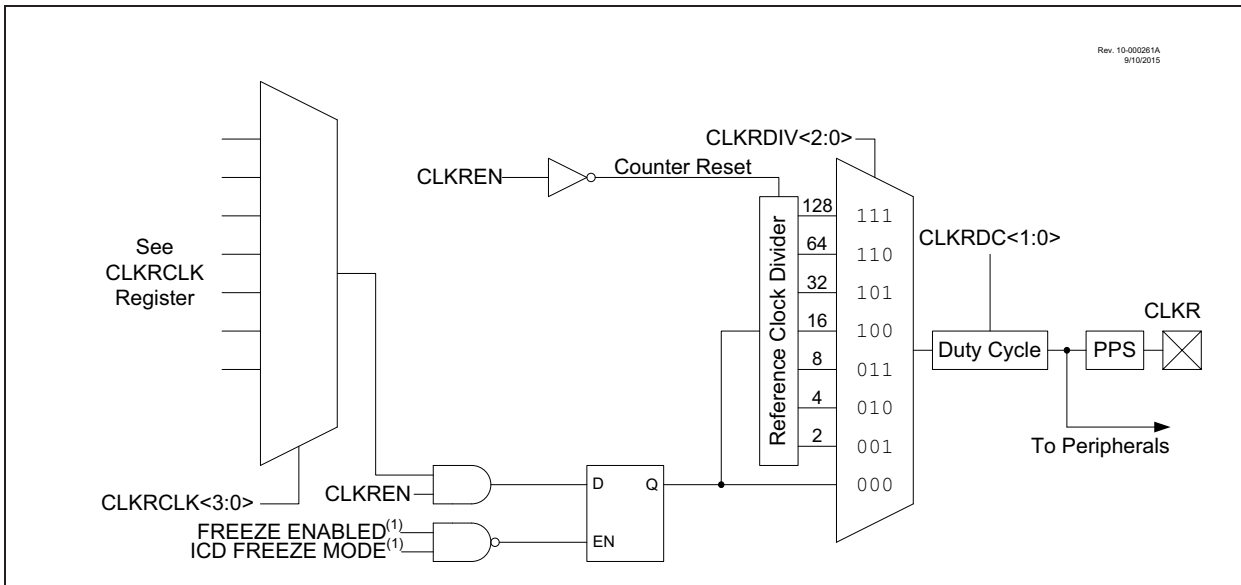 Rev. 10-000261A
9/10/2015
CLKRDIV<2:0>
CLKREN
Counter Reset
See
CLKRCLK
Register
Reference Clock Divider
128
64
32
16
8
4
2
111
110
101
100
011
010
001
000
CLKRDC<1:0>
Duty Cycle
PPS
CLKR
To Peripherals
CLKRCLK<3:0>
CLKREN
FREEZE ENABLED(1)
ICD FREEZE MODE(1)
D
Q
EN